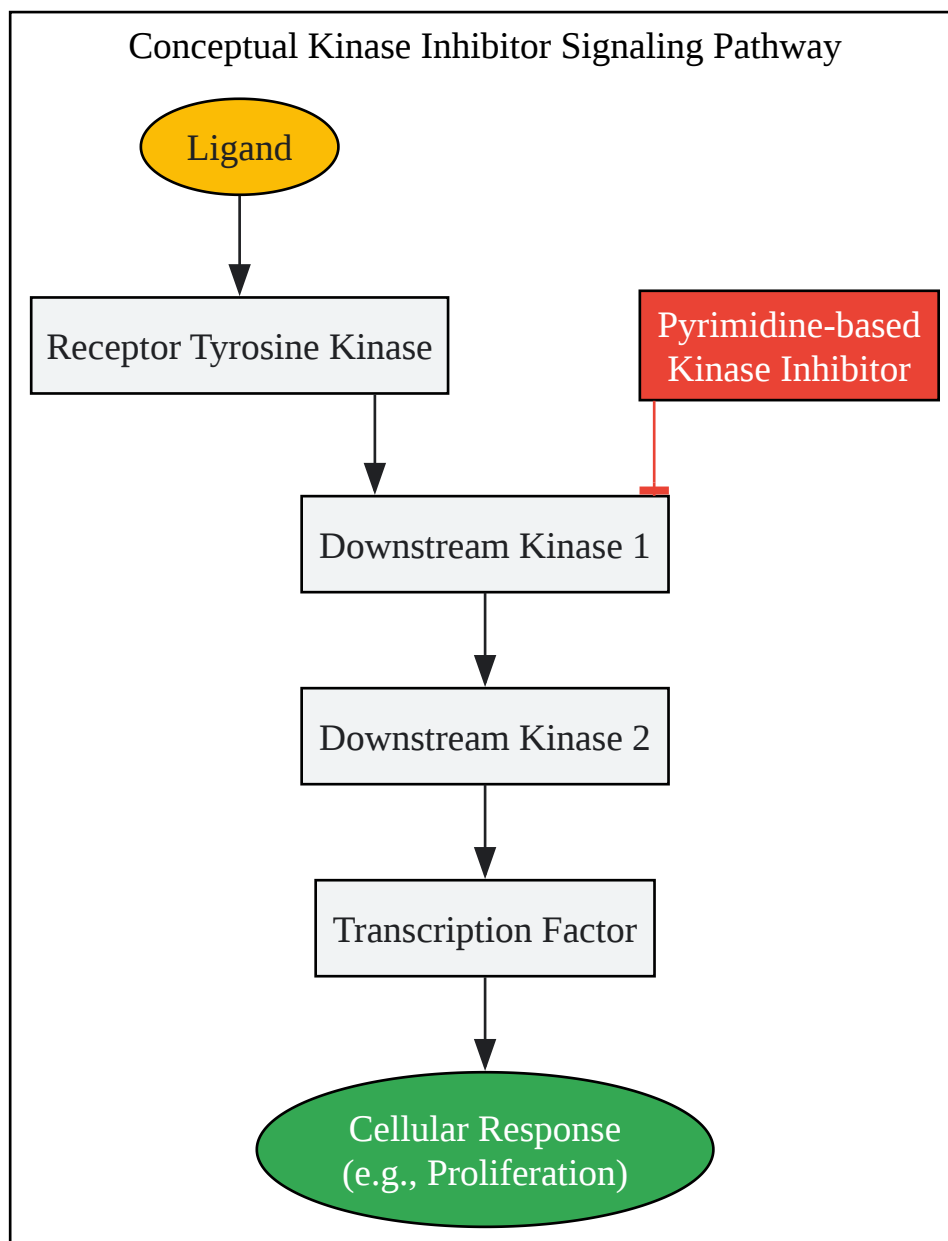 Conceptual Kinase Inhibitor Signaling Pathway
Ligand
Receptor Tyrosine Kinase
Pyrimidine-based
Kinase Inhibitor
Downstream Kinase 1
Downstream Kinase 2
Transcription Factor
Cellular Response
(e.g., Proliferation)